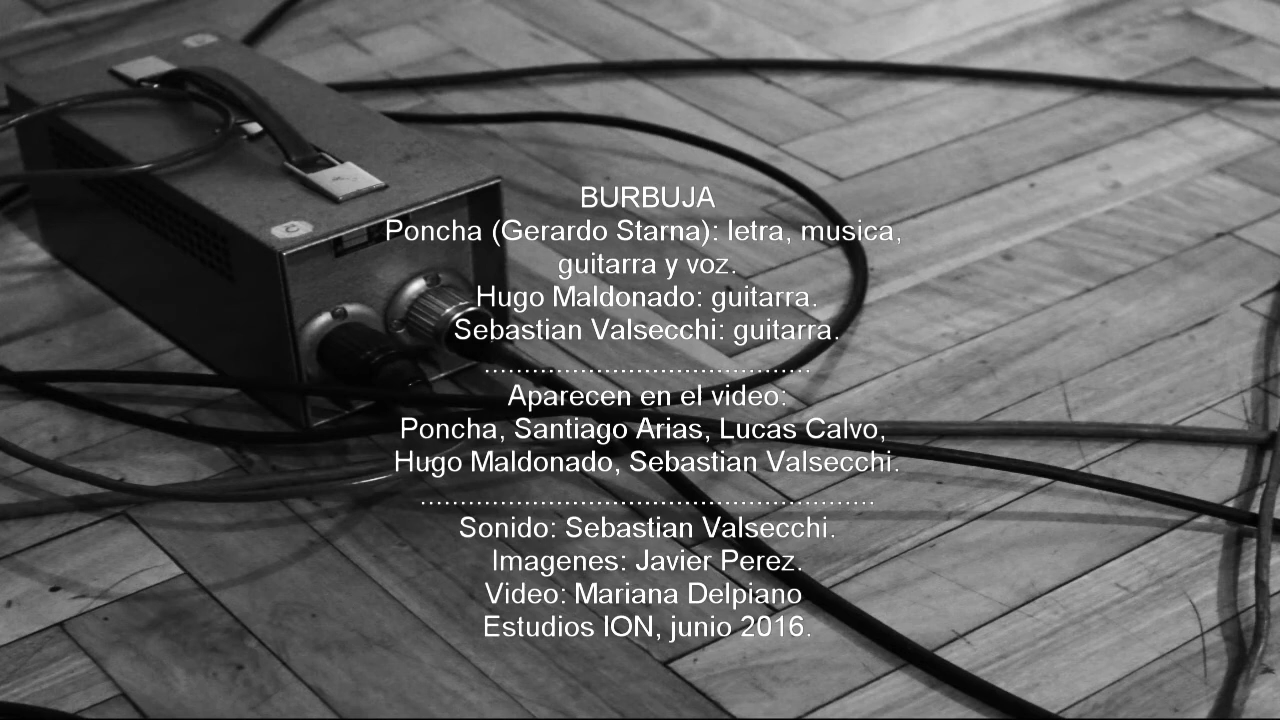 BURBUJA
Poncha (Gerardo Starna): letra, musica,
guitarra y voz.
Hugo Maldonado: guitarra.
Sebastian Valsecchi: guitarra.
.........................................
Aparecen en el video:
Poncha, Santiago Arias, Lucas Calvo,
Hugo Maldonado, Sebastian Valsecchi.
.........................................................
Sonido: Sebastian Valsecchi.
Imagenes: Javier Perez.
Video: Mariana Delpiano
Estudios ION, junio 2016.